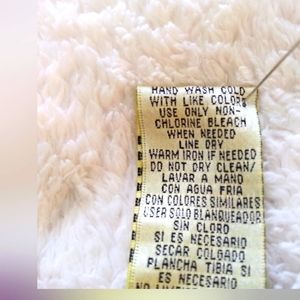 HAND WASH COLD
WITH LIKE COLORS
USE ONLY NON-
CHLORINE BLEACH
WHEN NEEDED
LINE DRY
WARM IRON IF NEEDED
DO NOT DRY CLEAN/
LAVAR A MANO
CON AGUA FRIA
CON COLORES SIMILARES
USER SOLO BLANQUEADOR
SIN CLORO
SI ES NECESARIO
SECAR COLGADO
PLANCHA TIBIA SI
ES NECESARIO